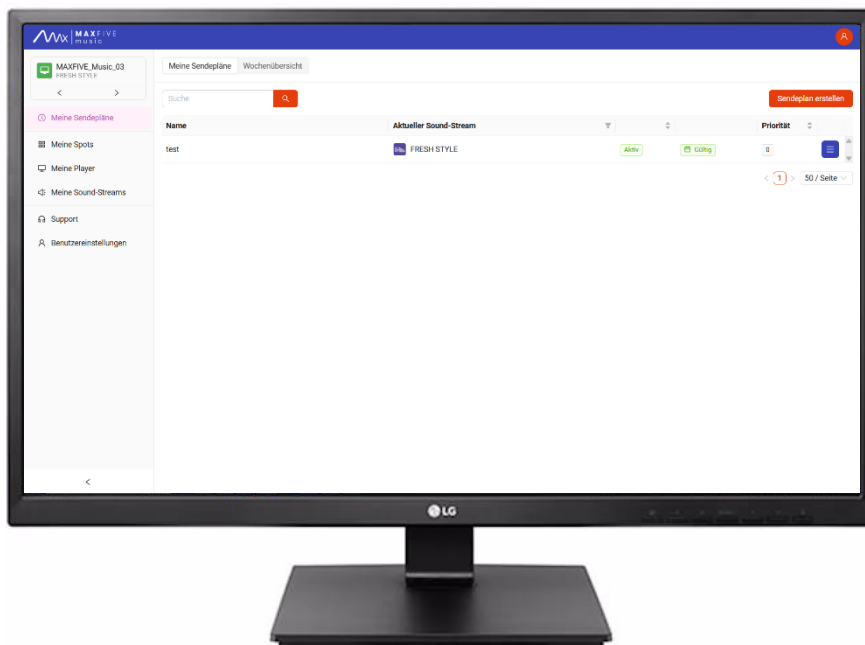 MAX | MAXFIVE music
MAXFIVE_Music_03
FRESH STYLE
Meine Sendepläne
Meine Spots
Meine Player
Meine Sound-Streams
Support
Benutzereinstellungen
Meine Sendepläne Wochenübersicht
Suche
Sendeplan erstellen
Name Aktueller Sound-Stream Priorität
test FRESH STYLE Aktiv Gültig 0
1 50 / Seite
LG